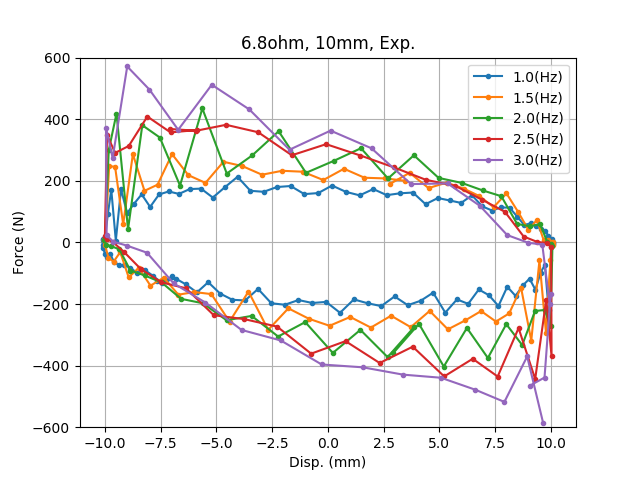 6.8ohm, 10mm, Exp.
1.0(Hz)
1.5(Hz)
2.0(Hz)
2.5(Hz)
3.0(Hz)
Force (N)
600
400
200
0
−200
−400
−600
−10.0 −7.5 −5.0 −2.5 0.0 2.5 5.0 7.5 10.0
Disp. (mm)